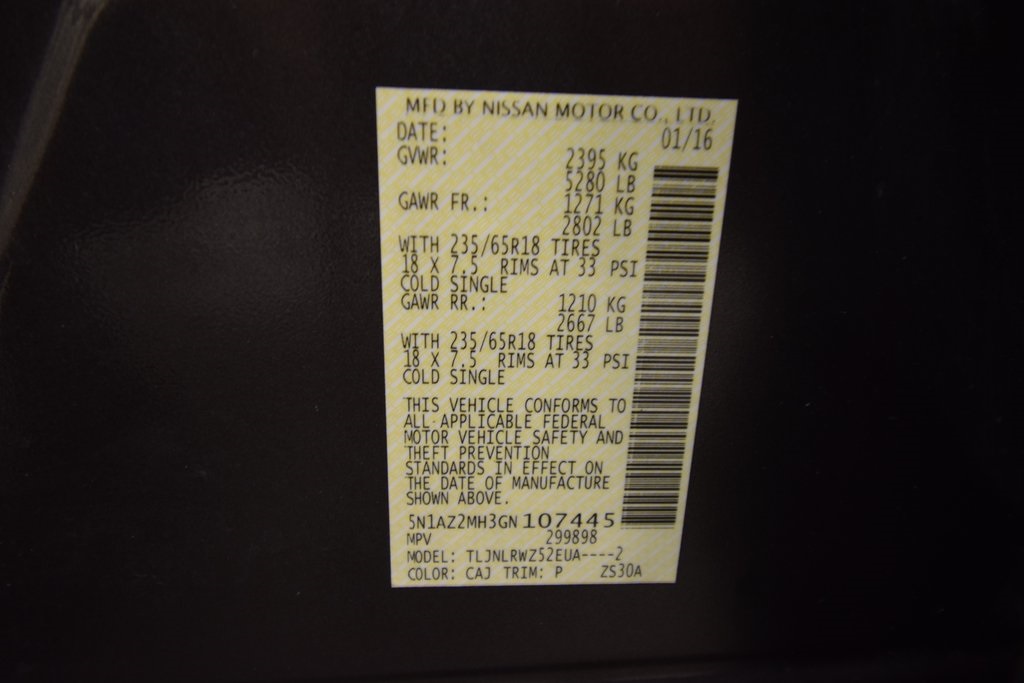 MFD BY NISSAN MOTOR CO., LTD.
DATE: 01/16
GVWR: 2395 KG
5280 LB
GAWR FR.: 1271 KG
2802 LB
WITH 235/65R18 TIRES
18 X 7.5 RIMS AT 33 PSI
COLD SINGLE
GAWR RR.: 1210 KG
2667 LB
WITH 235/65R18 TIRES
18 X 7.5 RIMS AT 33 PSI
COLD SINGLE
THIS VEHICLE CONFORMS TO
ALL APPLICABLE FEDERAL
MOTOR VEHICLE SAFETY AND
THEFT PREVENTION
STANDARDS IN EFFECT ON
THE DATE OF MANUFACTURE
SHOWN ABOVE.
5N1AZ2MH3GN107445
MPV 299898
MODEL: TLJNLRWZ52EUA----2
COLOR: CAJ TRIM: P ZS30A